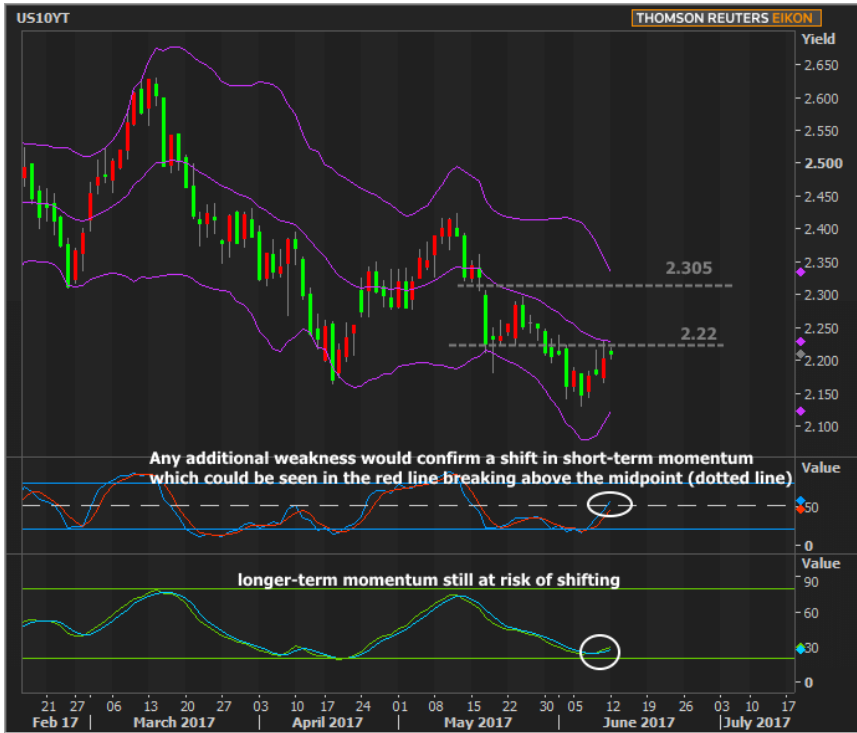 US10YT
THOMSON REUTERS EIKON
Yield
2.650
2.600
2.550
2.500
2.450
2.400
2.350
2.305
2.300
2.250
2.22
2.200
2.150
2.100
Any additional weakness would confirm a shift in short-term momentum
which could be seen in the red line breaking above the midpoint (dotted line)
Value
50
0
Value
longer-term momentum still at risk of shifting
90
60
30
0
21 27 06 13 20 27 03 10 17 24 01 08 15 22 30 05 12 19 26 03 10 17
Feb 17 March 2017 April 2017 May 2017 June 2017 July 2017